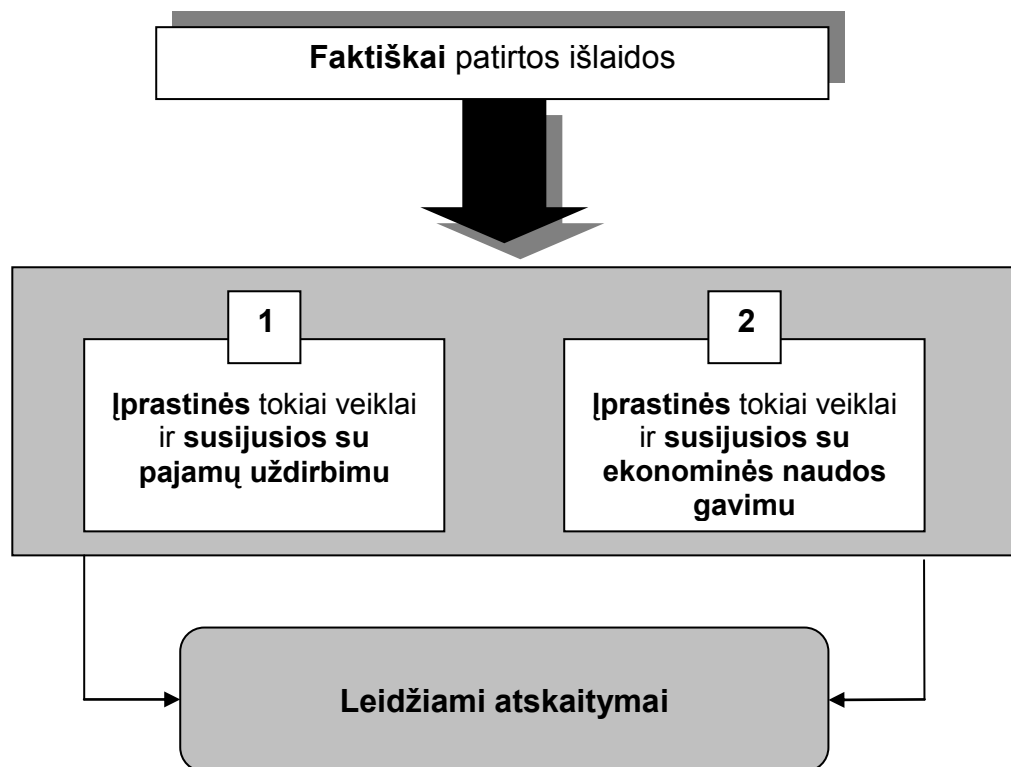 Faktiškai patirtos išlaidos
1
Įprastinės tokiai veiklai
ir susijusios su
pajamų uždirbimu
2
Įprastinės tokiai veiklai
ir susijusios su
ekonominės naudos
gavimu
Leidžiami atskaitymai